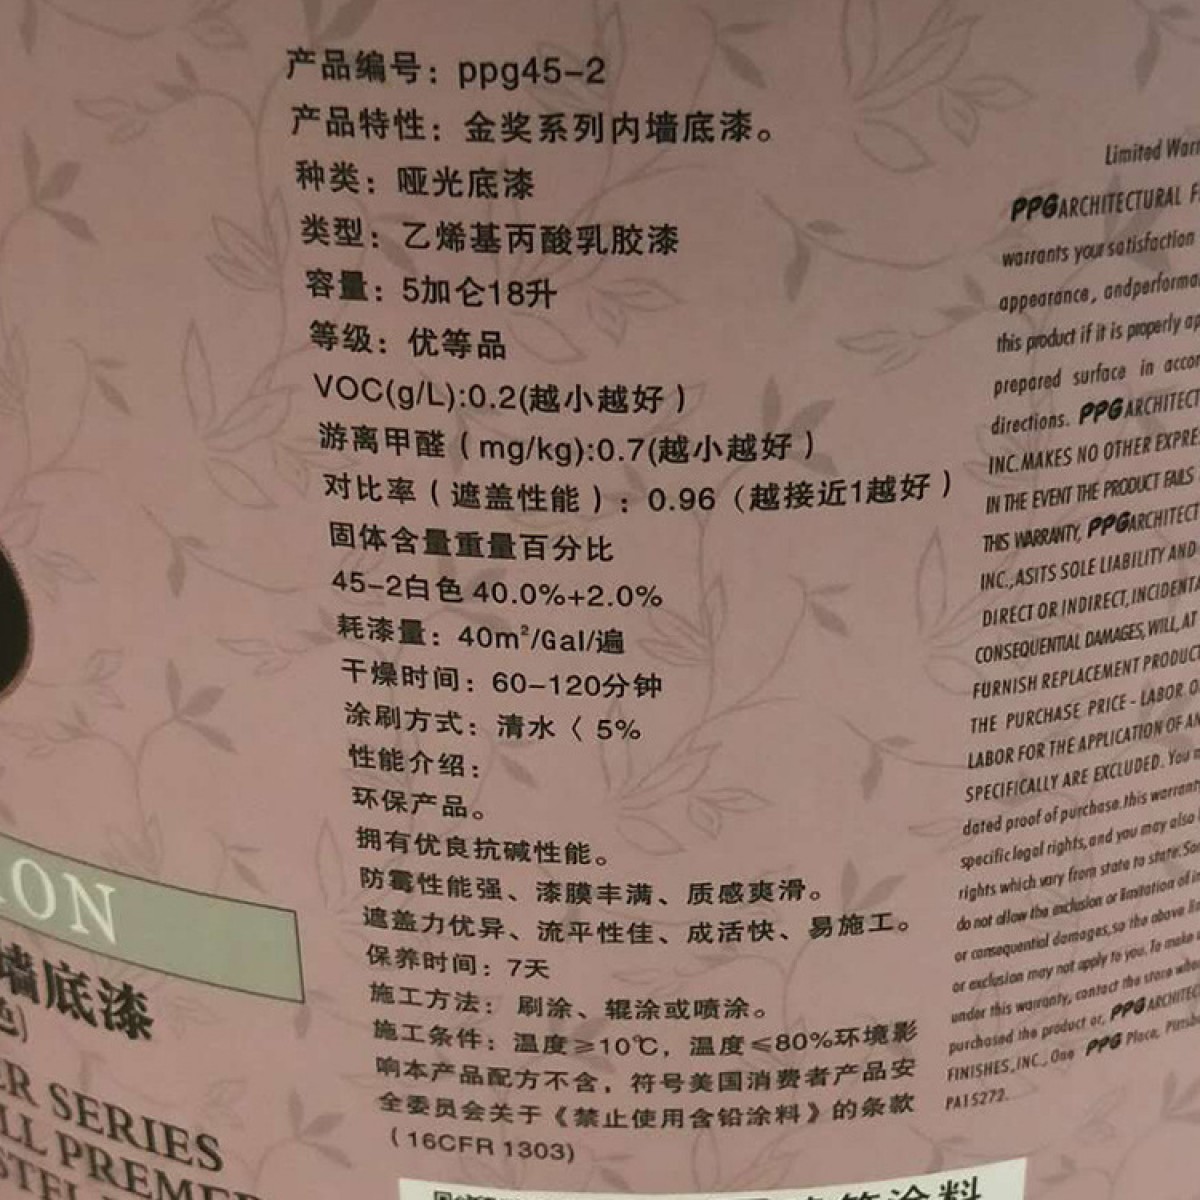 产品编号：ppg45-2
产品特性：金奖系列内墙底漆。
种类：哑光底漆
类型：乙烯基丙酸乳胶漆
容量：5加仑18升
等级：优等品
VOC(g/L):0.2(越小越好）
游离甲醛（mg/kg):0.7(越小越好）
对比率（遮盖性能）：0.96（越接近1越好）
固体含量重量百分比
45-2白色 40.0%+2.0%
耗漆量：40m²/Gal/遍
干燥时间：60-120分钟
涂刷方式：清水〈 5%
性能介绍：
环保产品。
拥有优良抗碱性能。
防霉性能强、漆膜丰满、质感爽滑。
遮盖力优异、流平性佳、成活快、易施工。
保养时间：7天
施工方法：刷涂、辊涂或喷涂。
施工条件：温度≥10℃，温度≤80%环境影
响本产品配方不含，符号美国消费者产品安
全委员会关于《禁止使用含铅涂料》的条款
（16CFR 1303)
Limited
PPG ARCHITECTURAL
warrants your satisfaction
appearance, andperforma
this product if it is properly
prepared surface in
directions. PPG ARCHITECT
INC.MAKES NO OTHER EXPRE
IN THE EVENT THE PRODUCT FAILS
THIS WARRANTY, PPG ARCHITECT
INC.,ASITS SOLE LIABILITY AND
DIRECT OR INDIRECT,INCIDENTA
CONSEQUENTIAL DAMAGES,WILL, AT
FURNISH REPLACEMENT PRODUCT
THE PURCHASE PRICE - LABOR O
LABOR FOR THE APPLICATION OF AN
SPECIFICALLY ARE EXCLUDED. You
dated proof of purchase.this warrant
specific legal rights,and you may also
rights which vary from state to state.So
do not allow the exclusion or limitation of in
or consequential damages,so the above
or exclusion may not apply to you. To make
under this warranty, contact the store
purchased the product or, PPG ARCHITEC
FINISHES,INC., One PPG Place,
PA15272.
ION
墙底漆
色)
ER SERIES
LL PREMER